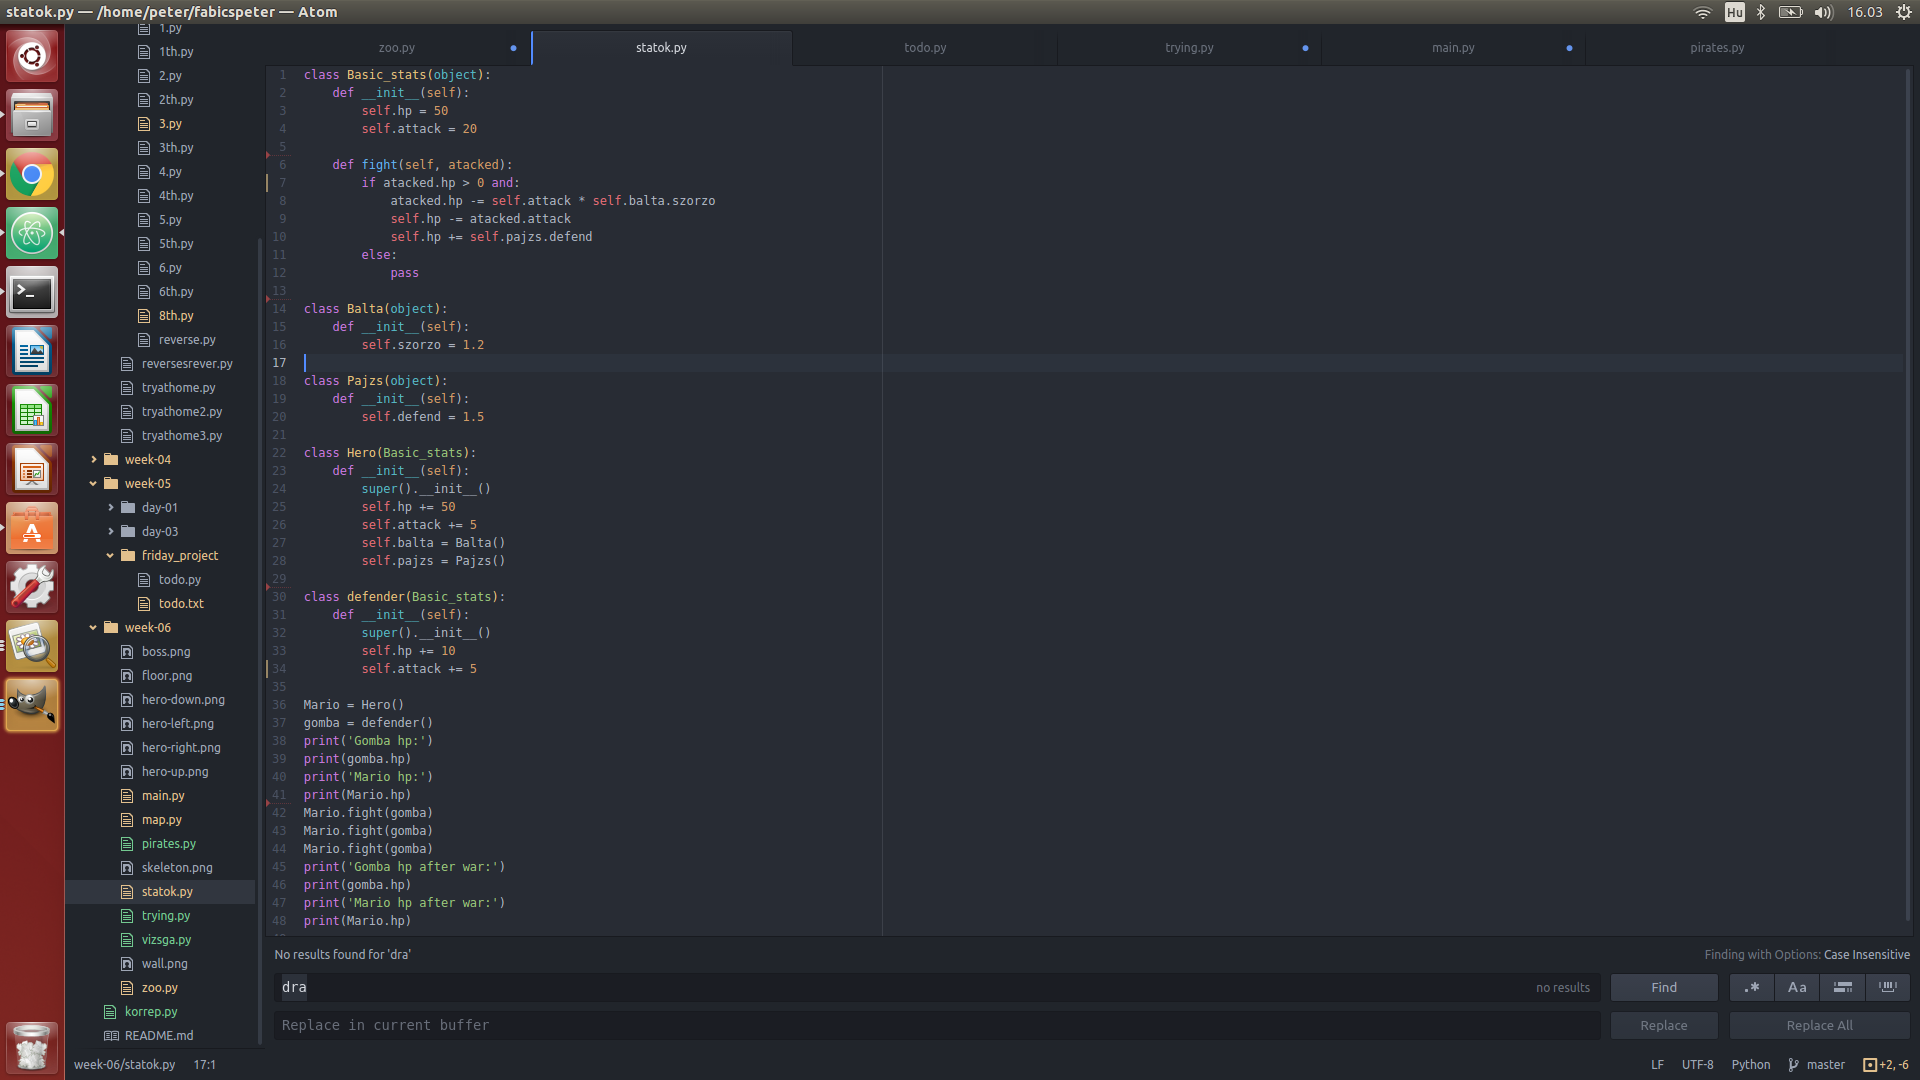 statok.py — /home/peter/fabicspeter — Atom
Hu
16.03
1.py
1th.py
2.py
2th.py
3.py
3th.py
4.py
4th.py
5.py
5th.py
6.py
6th.py
8th.py
reverse.py
reversesrever.py
tryathome.py
tryathome2.py
tryathome3.py
week-04
week-05
day-01
day-03
friday_project
todo.py
todo.txt
week-06
boss.png
floor.png
hero-down.png
hero-left.png
hero-right.png
hero-up.png
main.py
map.py
pirates.py
skeleton.png
statok.py
trying.py
vizsga.py
wall.png
zoo.py
korrep.py
README.md
zoo.py
statok.py
todo.py
trying.py
main.py
pirates.py
1 class Basic_stats(object):
2     def __init__(self):
3         self.hp = 50
4         self.attack = 20
5
6     def fight(self, atacked):
7         if atacked.hp > 0 and:
8             atacked.hp -= self.attack * self.balta.szorzo
9             self.hp -= atacked.attack
10             self.hp += self.pajzs.defend
11         else:
12             pass
13
14 class Balta(object):
15     def __init__(self):
16         self.szorzo = 1.2
17
18 class Pajzs(object):
19     def __init__(self):
20         self.defend = 1.5
21
22 class Hero(Basic_stats):
23     def __init__(self):
24         super().__init__()
25         self.hp += 50
26         self.attack += 5
27         self.balta = Balta()
28         self.pajzs = Pajzs()
29
30 class defender(Basic_stats):
31     def __init__(self):
32         super().__init__()
33         self.hp += 10
34         self.attack += 5
35
36 Mario = Hero()
37 gomba = defender()
38 print('Gomba hp:')
39 print(gomba.hp)
40 print('Mario hp:')
41 print(Mario.hp)
42 Mario.fight(gomba)
43 Mario.fight(gomba)
44 Mario.fight(gomba)
45 print('Gomba hp after war:')
46 print(gomba.hp)
47 print('Mario hp after war:')
48 print(Mario.hp)
No results found for 'dra'
Finding with Options: Case Insensitive
dra
no results
Find
.*
Aa
Replace in current buffer
Replace
Replace All
week-06/statok.py
17:1
LF
UTF-8
Python
master
+2, -6